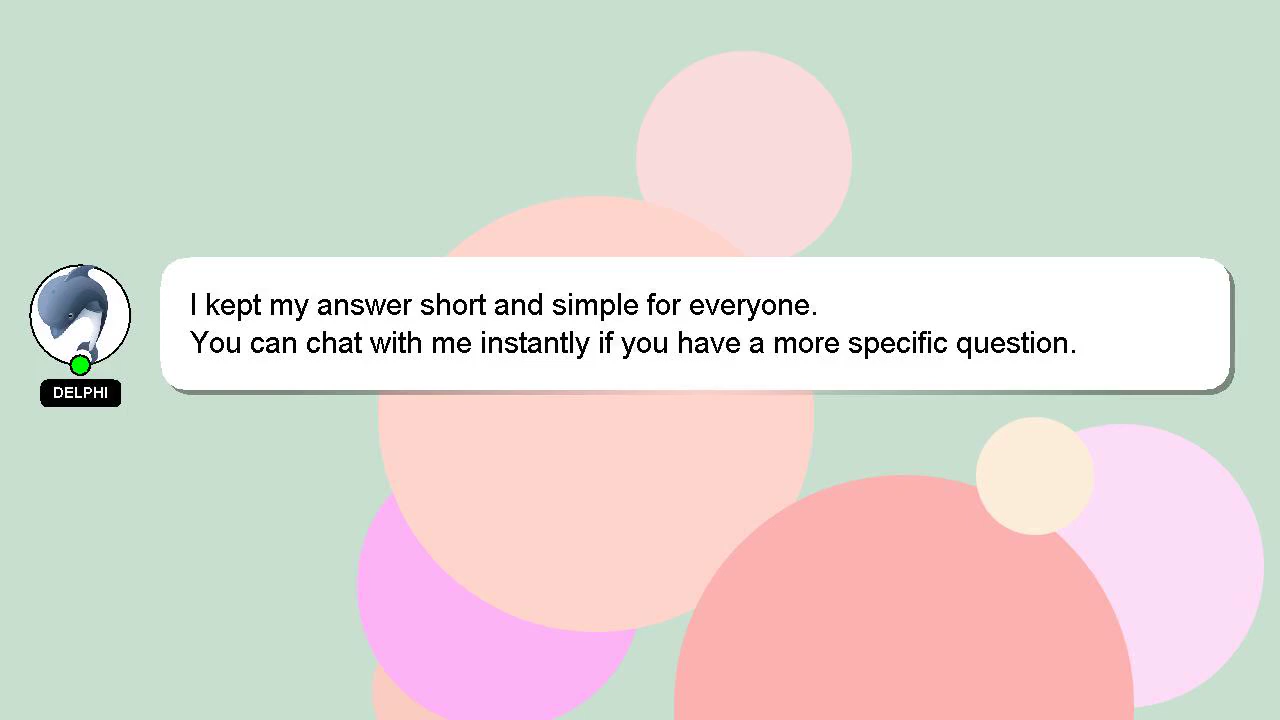 I kept my answer short and simple for everyone.
You can chat with me instantly if you have a more specific question.
DELPHI